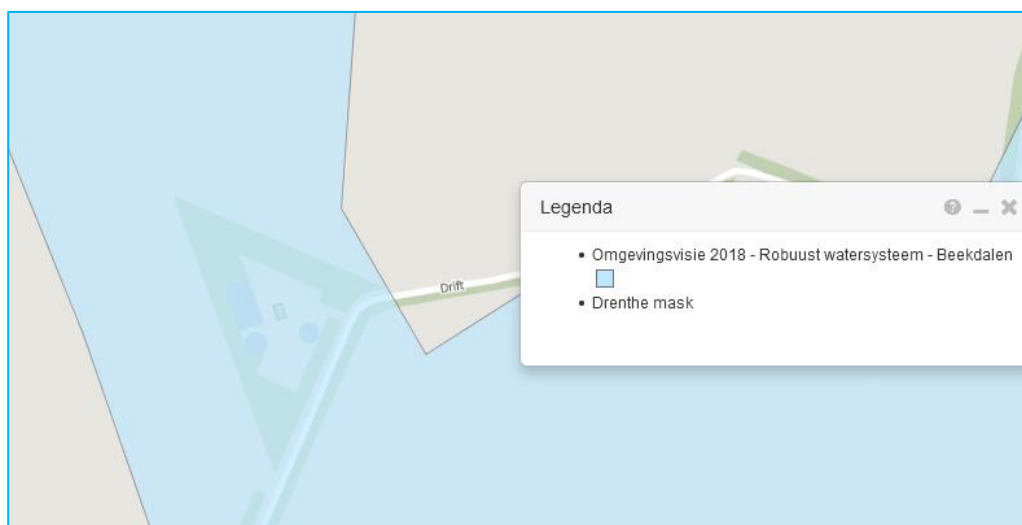 Drift
Legenda
• Omgevingsvisie 2018 - Robuust watersysteem - Beekdalen
• Drenthe mask